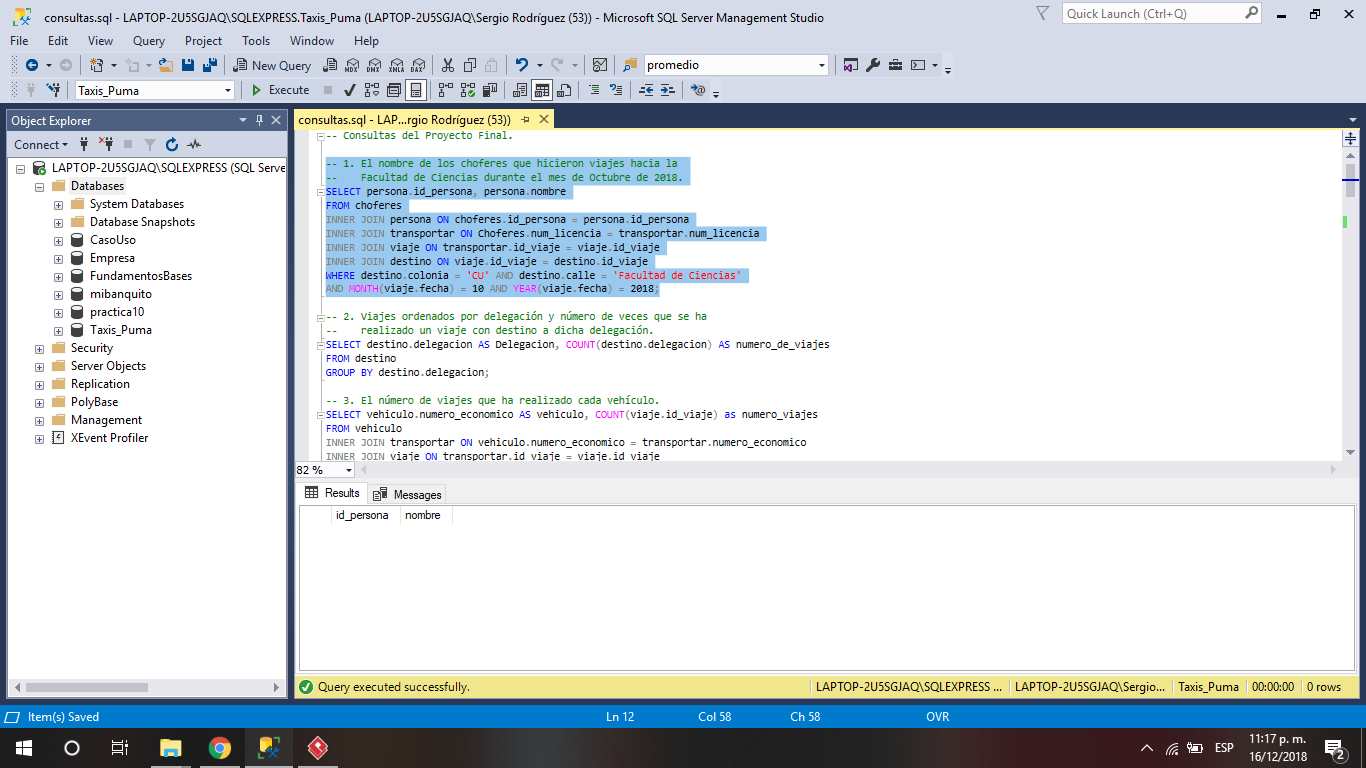 consultas.sql - LAPTOP-2U5SGJAQ\SQLEXPRESS.Taxis_Puma (LAPTOP-2U5SGJAQ\Sergio Rodríguez (53)) - Microsoft SQL Server Management Studio
Quick Launch (Ctrl+Q)
File Edit View Query Project Tools Window Help
New Query
MDX DMX XMLA DAX
promedio
Taxis_Puma
Execute
Object Explorer
Connect
LAPTOP-2U5SGJAQ\SQLEXPRESS (SQL Serve
Databases
System Databases
Database Snapshots
CasoUso
Empresa
FundamentosBases
mibanquito
practica10
Taxis_Puma
Security
Server Objects
Replication
PolyBase
Management
XEvent Profiler
consultas.sql - LAP...rgio Rodríguez (53))
-- Consultas del Proyecto Final.
-- 1. El nombre de los choferes que hicieron viajes hacia la
--    Facultad de Ciencias durante el mes de Octubre de 2018.
SELECT persona.id_persona, persona.nombre
FROM choferes
INNER JOIN persona ON choferes.id_persona = persona.id_persona
INNER JOIN transportar ON Choferes.num_licencia = transportar.num_licencia
INNER JOIN viaje ON transportar.id_viaje = viaje.id_viaje
INNER JOIN destino ON viaje.id_viaje = destino.id_viaje
WHERE destino.colonia = 'CU' AND destino.calle = 'Facultad de Ciencias'
AND MONTH(viaje.fecha) = 10 AND YEAR(viaje.fecha) = 2018;
-- 2. Viajes ordenados por delegación y número de veces que se ha
--    realizado un viaje con destino a dicha delegación.
SELECT destino.delegacion AS Delegacion, COUNT(destino.delegacion) AS numero_de_viajes
FROM destino
GROUP BY destino.delegacion;
-- 3. El número de viajes que ha realizado cada vehículo.
SELECT vehiculo.numero_economico AS vehiculo, COUNT(viaje.id_viaje) as numero_viajes
FROM vehiculo
INNER JOIN transportar ON vehiculo.numero_economico = transportar.numero_economico
INNER JOIN viaje ON transportar.id_viaje = viaje.id_viaje
82 %
Results Messages
id_persona nombre
Query executed successfully.
LAPTOP-2U5SGJAQ\SQLEXPRESS ... LAPTOP-2U5SGJAQ\Sergio... Taxis_Puma 00:00:00 0 rows
Item(s) Saved
Ln 12 Col 58 Ch 58 OVR
ESP
11:17 p. m.
16/12/2018
2